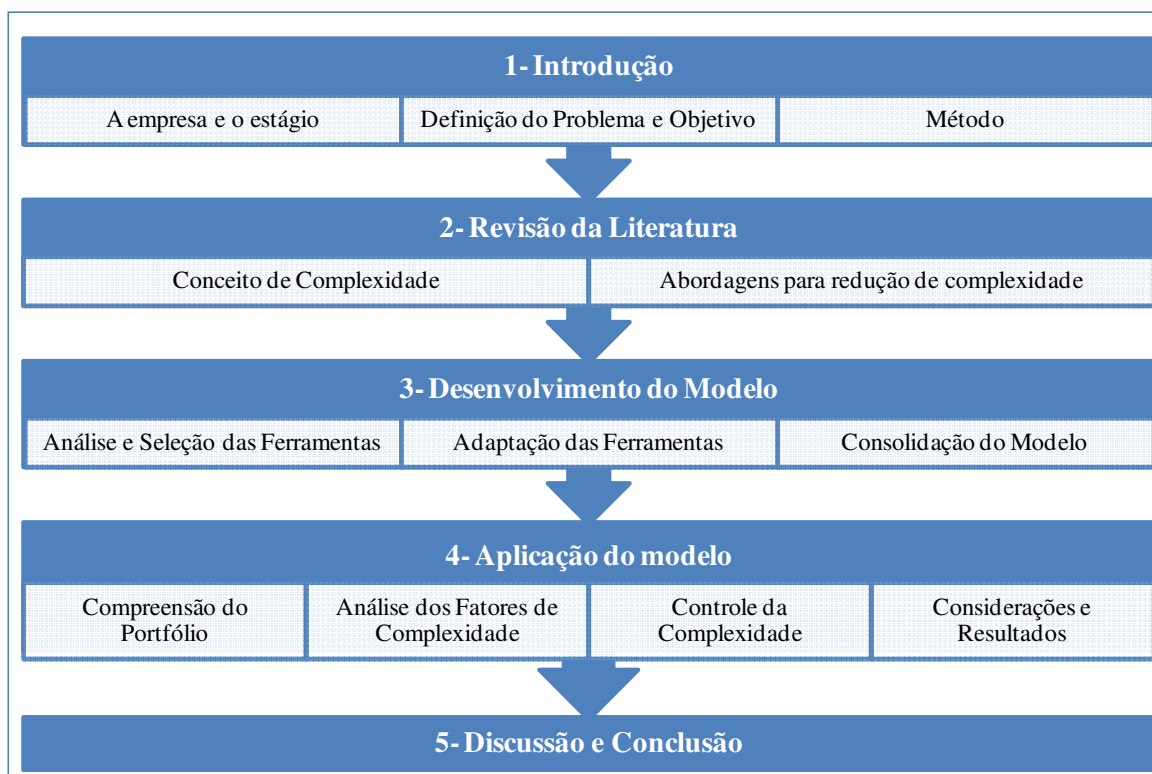 1- Introdução
A empresa e o estágio
Definição do Problema e Objetivo
Método
2- Revisão da Literatura
Conceito de Complexidade
Abordagens para redução de complexidade
3- Desenvolvimento do Modelo
Análise e Seleção das Ferramentas
Adaptação das Ferramentas
Consolidação do Modelo
4- Aplicação do modelo
Compreensão do
Portfólio
Análise dos Fatores de
Complexidade
Controle da
Complexidade
Considerações e
Resultados
5- Discussão e Conclusão